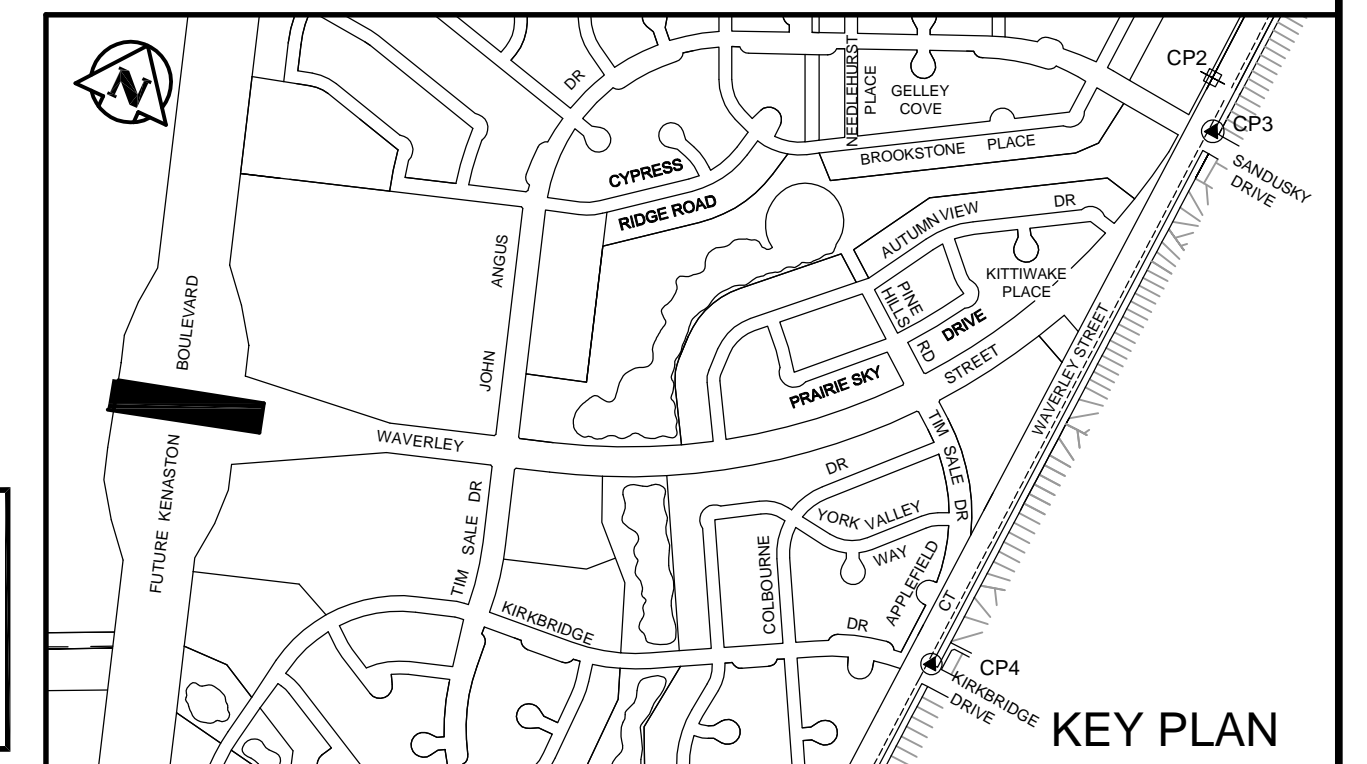 N
CP2
CP3
SANDUSKY
DRIVE
DR
NEEDLEHURST
PLACE
GELLEY
COVE
BROOKSTONE PLACE
CYPRESS
RIDGE ROAD
AUTUMNVIEW DR
KITTIWAKE
PLACE
PINE
HILLS
RD
PRAIRIE SKY DRIVE
JOHN ANGUS
BOULEVARD
FUTURE KENASTON
WAVERLEY STREET
WAVERLEY STREET
TIM SALE DR
TIM SALE DR
COLBOURNE DR
YORK VALLEY
WAY
APPLEFIELD CT
KIRKBRIDGE DR
CP4
KIRKBRIDGE
DRIVE
KEY PLAN